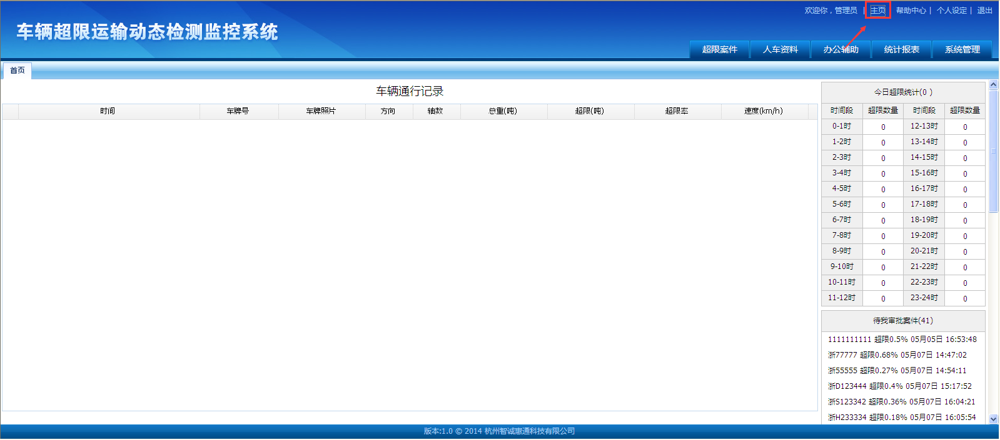 欢迎你，管理员 | 主页 帮助中心 | 个人设定 | 退出
车辆超限运输动态检测监控系统
超限案件 人车资料 办公辅助 统计报表 系统管理
首页
车辆通行记录
时间 车牌号 车牌照片 方向 轴数 总重(吨) 超限(吨) 超限率 速度(km/h)
今日超限统计(0 )
时间段 超限数量 时间段 超限数量
0-1时 0 12-13时 0
1-2时 0 13-14时 0
2-3时 0 14-15时 0
3-4时 0 15-16时 0
4-5时 0 16-17时 0
5-6时 0 17-18时 0
6-7时 0 18-19时 0
7-8时 0 19-20时 0
8-9时 0 20-21时 0
9-10时 0 21-22时 0
10-11时 0 22-23时 0
11-12时 0 23-24时 0
待我审批案件(41)
1111111111 超限0.5% 05月05日 16:53:48
浙77777 超限0.68% 05月07日 14:47:02
浙55555 超限0.27% 05月07日 14:54:11
浙D123444 超限0.4% 05月07日 15:17:52
浙S123342 超限0.36% 05月07日 16:04:21
浙H233334 超限0.18% 05月07日 16:05:54
版本:1.0 © 2014 杭州智诚惠通科技有限公司